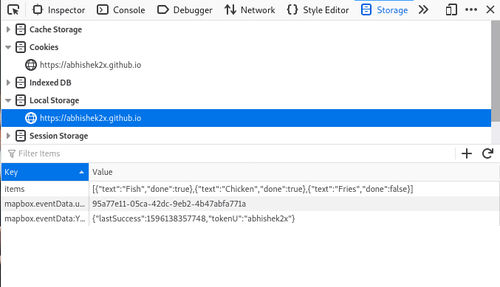 Inspector Console Debugger Network Style Editor Storage
Cache Storage
Cookies
https://abhishek2x.github.io
Indexed DB
Local Storage
https://abhishek2x.github.io
Session Storage
Filter Items
Key Value
items [{"text":"Fish","done":true},{"text":"Chicken","done":true},{"text":"Fries","done":false}]
mapbox.eventData.u... 95a77e11-05ca-42dc-9eb2-4b47abfa771a
mapbox.eventData:Y... {"lastSuccess":1596138357748,"tokenU":"abhishek2x"}